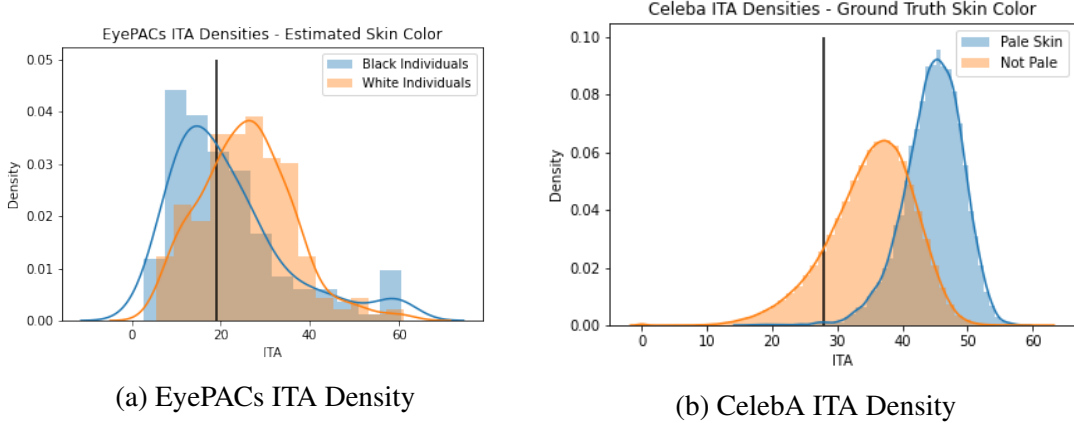 EyePACs ITA Densities - Estimated Skin Color
Black Individuals
White Individuals
Density
0.05
0.04
0.03
0.02
0.01
0.00
0 20 40 60
ITA
(a) EyePACs ITA Density
Celeba ITA Densities - Ground Truth Skin Color
Pale Skin
Not Pale
Density
0.10
0.08
0.06
0.04
0.02
0.00
0 10 20 30 40 50 60
ITA
(b) CelebA ITA Density